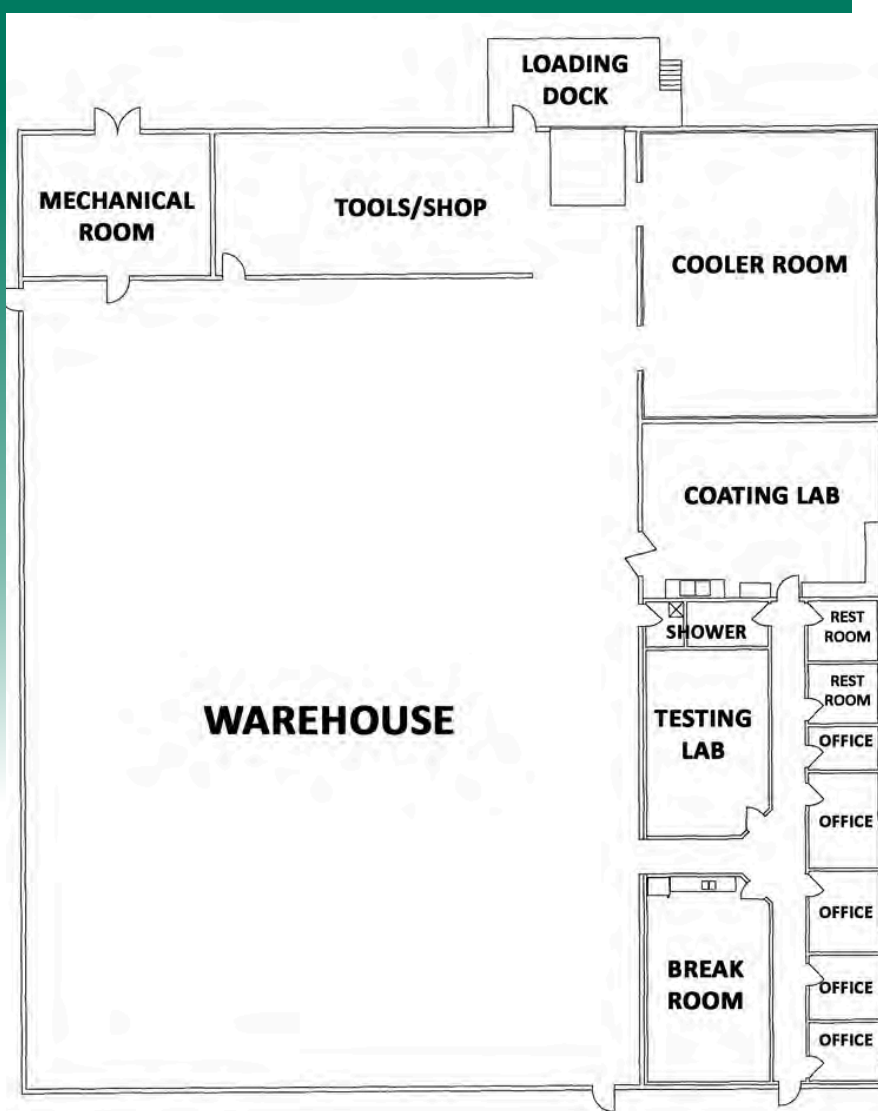 LOADING
DOCK
MECHANICAL
ROOM
TOOLS/SHOP
COOLER ROOM
COATING LAB
REST
ROOM
SHOWER
REST
ROOM
WAREHOUSE
TESTING
LAB
OFFICE
OFFICE
OFFICE
BREAK
ROOM
OFFICE
OFFICE